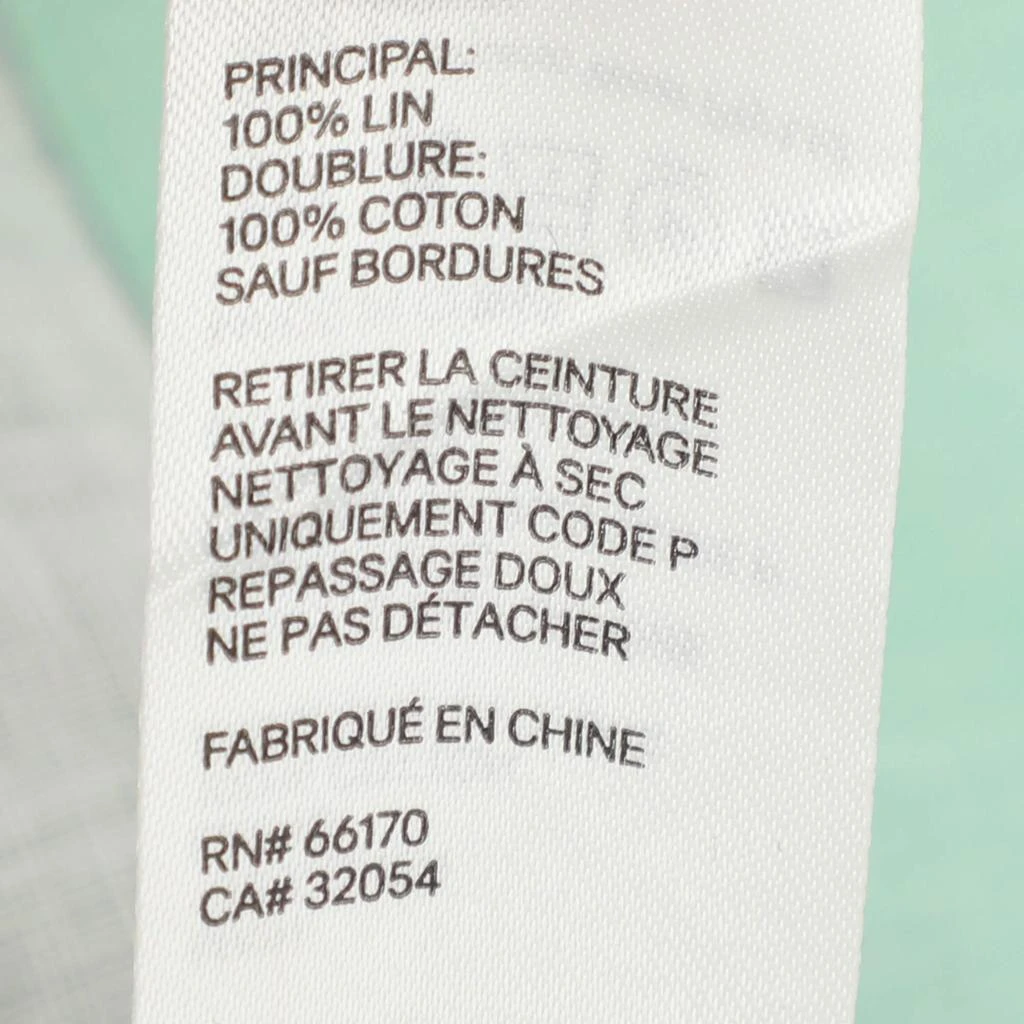 PRINCIPAL:
100% LIN
DOUBLURE:
100% COTON
SAUF BORDURES
RETIRER LA CEINTURE
AVANT LE NETTOYAGE
NETTOYAGE À SEC
UNIQUEMENT CODE P
REPASSAGE DOUX
NE PAS DÉTACHER
FABRIQUÉ EN CHINE
RN# 66170
CA# 32054